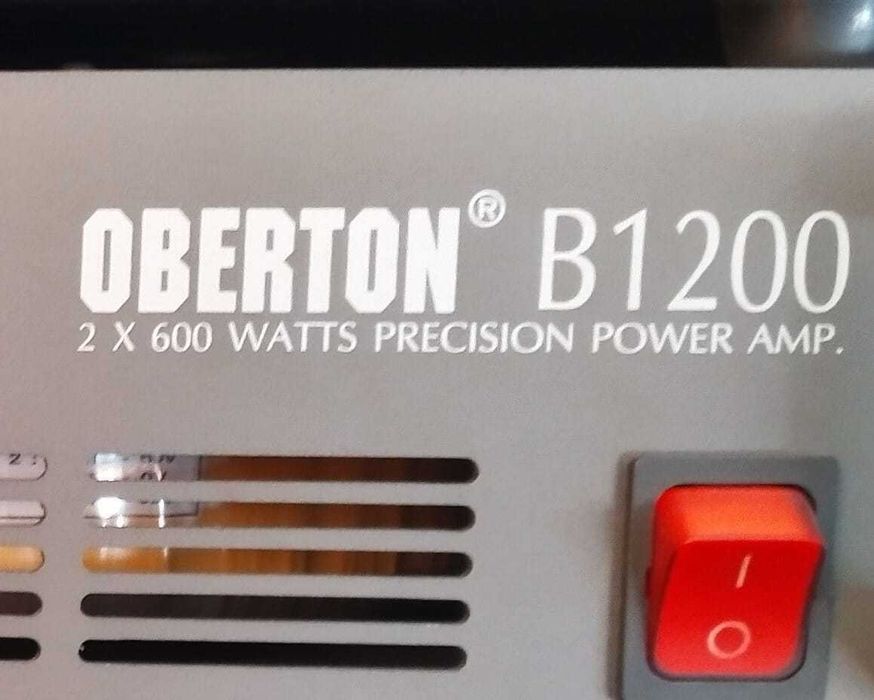 OBERTON® B1200
2 X 600 WATTS PRECISION POWER AMP.
I
O